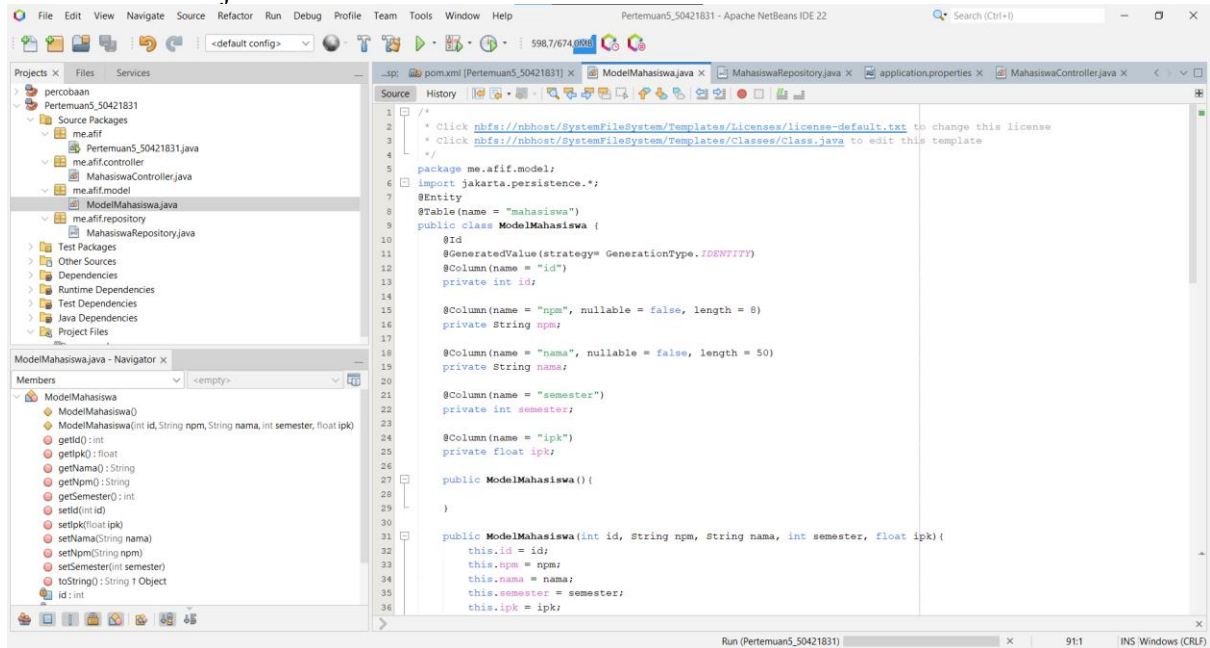 File Edit View Navigate Source Refactor Run Debug Profile Team Tools Window Help
Pertemuan5_50421831 - Apache NetBeans IDE 22
Search (Ctrl+I)
<default config>
598,7/674,0MB
Projects
Files
Services
percobaan
Pertemuan5_50421831
Source Packages
me.afif
Pertemuan5_50421831.java
me.afif.controller
MahasiswaController.java
me.afif.model
ModelMahasiswa.java
me.afif.repository
MahasiswaRepository.java
Test Packages
Other Sources
Dependencies
Runtime Dependencies
Test Dependencies
Java Dependencies
Project Files
ModelMahasiswa.java - Navigator
Members
<empty>
ModelMahasiswa
ModelMahasiswa()
ModelMahasiswa(int id, String npm, String nama, int semester, float ipk)
getId() : int
getIpk() : float
getNama() : String
getNpm() : String
getSemester() : int
setId(int id)
setIpk(float ipk)
setNama(String nama)
setNpm(String npm)
setSemester(int semester)
toString() : String ↑ Object
id : int
...sp; pom.xml [Pertemuan5_50421831] ModelMahasiswa.java MahasiswaRepository.java application.properties MahasiswaController.java
Source History
1 /*
2 * Click nbfs://nbhost/SystemFileSystem/Templates/Licenses/license-default.txt to change this license
3 * Click nbfs://nbhost/SystemFileSystem/Templates/Classes/Class.java to edit this template
4 */
5 package me.afif.model;
6 import jakarta.persistence.*;
7 @Entity
8 @Table(name = "mahasiswa")
9 public class ModelMahasiswa {
10 @Id
11 @GeneratedValue(strategy= GenerationType.IDENTITY)
12 @Column(name = "id")
13 private int id;
14
15 @Column(name = "npm", nullable = false, length = 8)
16 private String npm;
17
18 @Column(name = "nama", nullable = false, length = 50)
19 private String nama;
20
21 @Column(name = "semester")
22 private int semester;
23
24 @Column(name = "ipk")
25 private float ipk;
26
27 public ModelMahasiswa(){
28
29 }
30
31 public ModelMahasiswa(int id, String npm, String nama, int semester, float ipk){
32 this.id = id;
33 this.npm = npm;
34 this.nama = nama;
35 this.semester = semester;
36 this.ipk = ipk;
Run (Pertemuan5_50421831)
91:1
INS
Windows (CRLF)